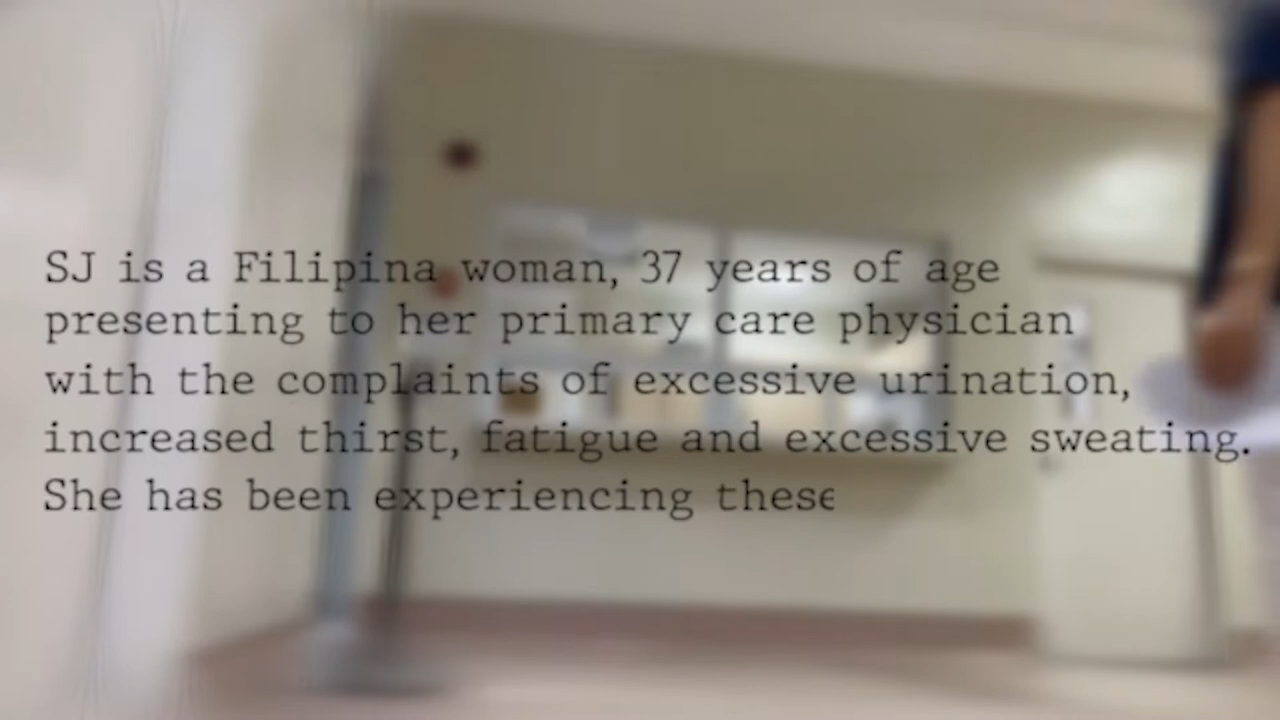 SJ is a Filipina woman, 37 years of age
presenting to her primary care physician
with the complaints of excessive urination,
increased thirst, fatigue and excessive sweating.
She has been experiencing these